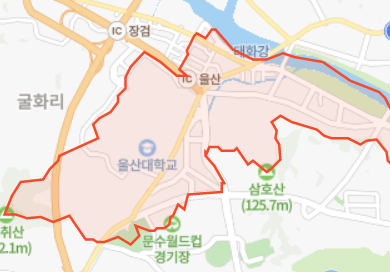 장검
IC
태화강
IC 울산
굴화리
울산대학교
삼호산
(125.7m)
취산
2.1m)
문수월드컵
경기장